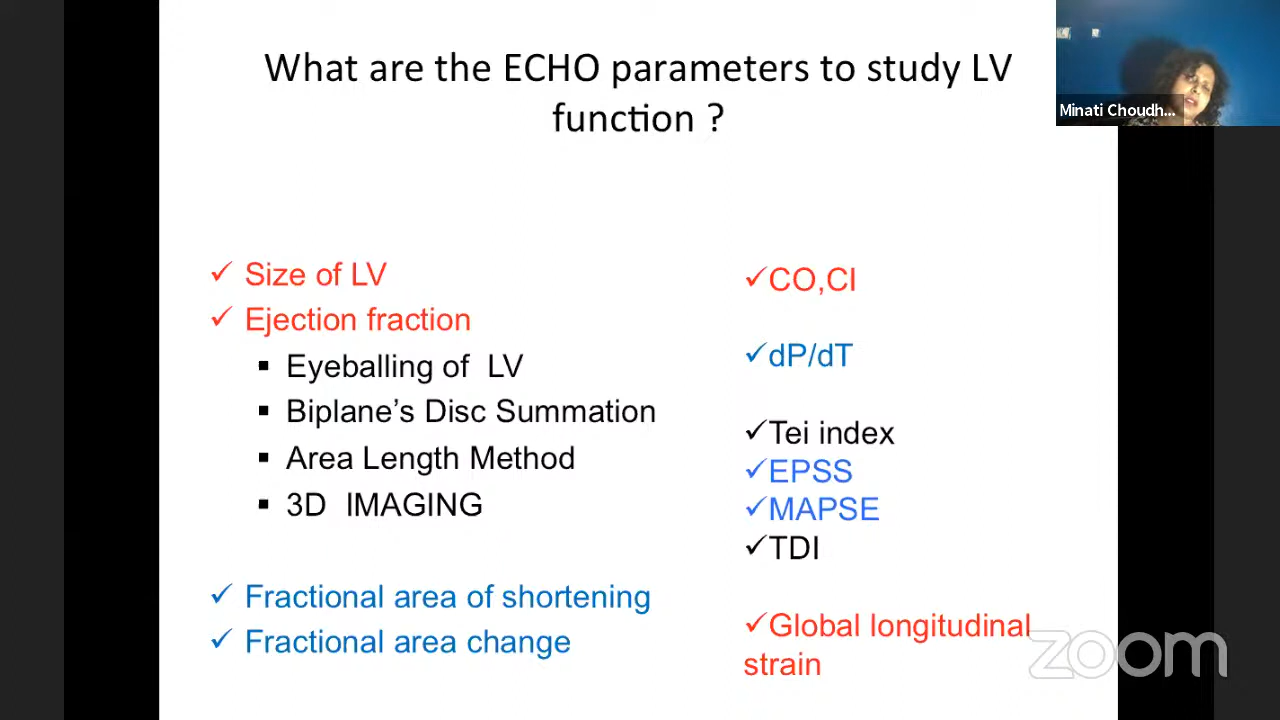 What are the ECHO parameters to study LV
function ?
Minati Choudh...
✓ Size of LV
✓ Ejection fraction
▪ Eyeballing of LV
▪ Biplane's Disc Summation
▪ Area Length Method
▪ 3D IMAGING
✓ Fractional area of shortening
✓ Fractional area change
✓CO,CI
✓dP/dT
✓Tei index
✓EPSS
✓MAPSE
✓TDI
✓Global longitudinal
strain
zoom